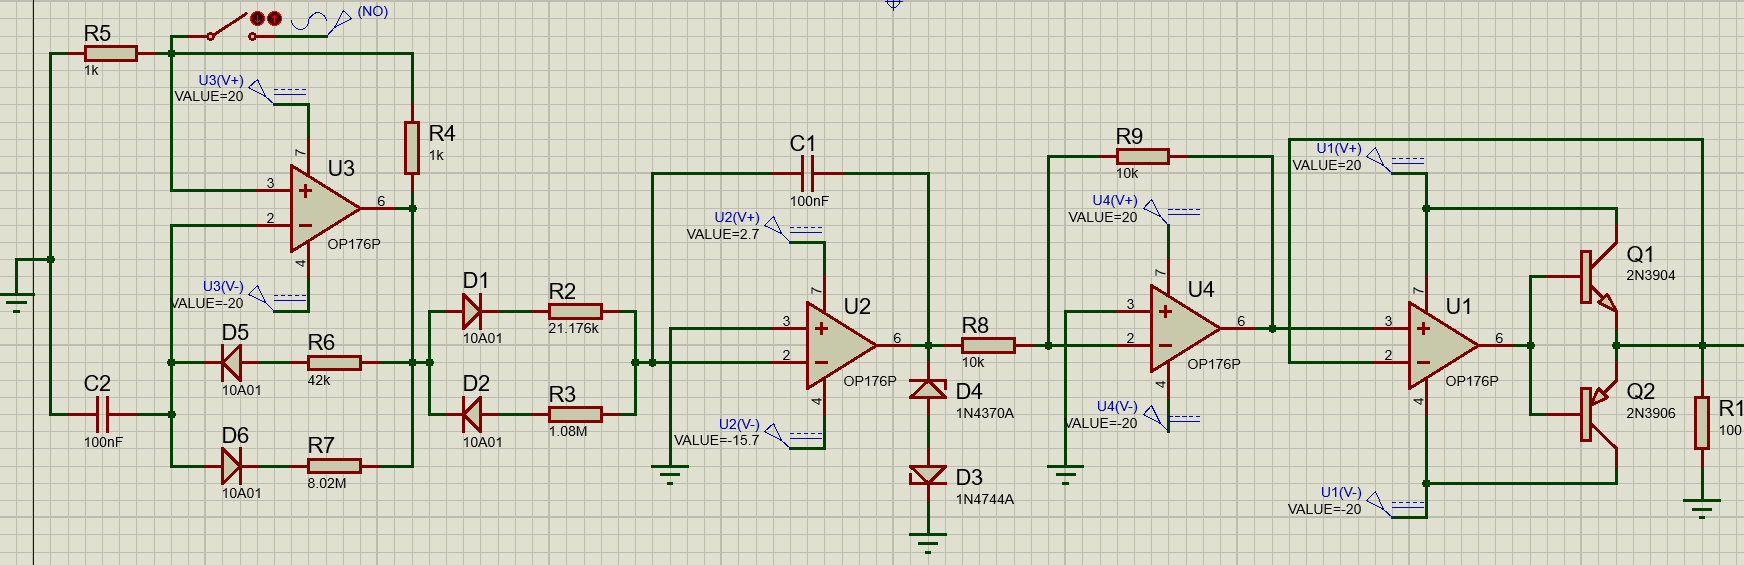 (NO)
R5
1k
U3(V+)
VALUE=20
R4
1k
7
U3
3
6
2
OP176P
4
U3(V-)
VALUE=-20
D5
10A01
R6
42k
C2
100nF
D6
10A01
R7
8.02M
D1
10A01
R2
21.176k
D2
10A01
R3
1.08M
C1
100nF
U2(V+)
VALUE=2.7
7
U2
3
6
2
OP176P
4
U2(V-)
VALUE=-15.7
R8
10k
D4
1N4370A
D3
1N4744A
R9
10k
U4(V+)
VALUE=20
7
U4
3
6
2
OP176P
4
U4(V-)
VALUE=-20
U1(V+)
VALUE=20
7
U1
3
6
2
OP176P
4
U1(V-)
VALUE=-20
Q1
2N3904
Q2
2N3906
R1
100